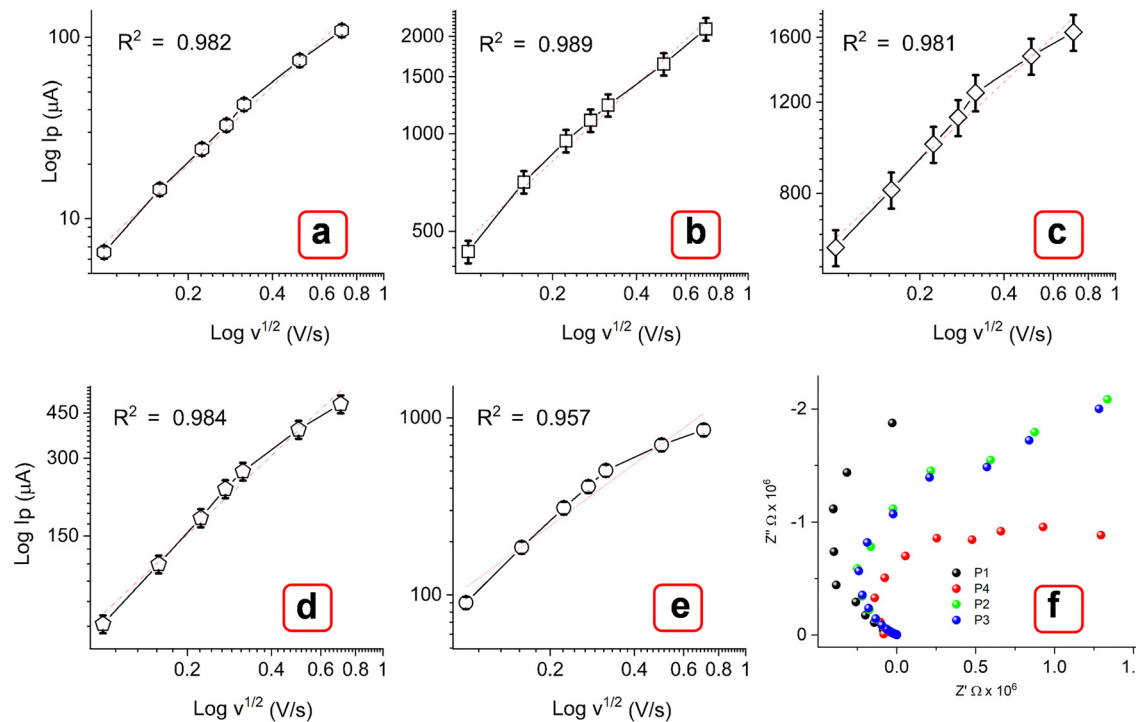 R² = 0.982
100
10
Log Ip (μA)
0.2
0.4
0.6
0.8
1
Log v^1/2 (V/s)
a
R² = 0.989
2000
1500
1000
500
0.2
0.4
0.6
0.8
1
Log v^1/2 (V/s)
b
R² = 0.981
1600
1200
800
0.2
0.4
0.6
0.8
1
Log v^1/2 (V/s)
c
R² = 0.984
450
300
150
Log Ip (μA)
0.2
0.4
0.6
0.8
1
Log v^1/2 (V/s)
d
R² = 0.957
1000
100
0.2
0.4
0.6
0.8
1
Log v^1/2 (V/s)
e
-2
-1
0
Z'' Ω x 10⁶
P1
P4
P2
P3
f
0.0
0.5
1.0
1.
Z' Ω x 10⁶